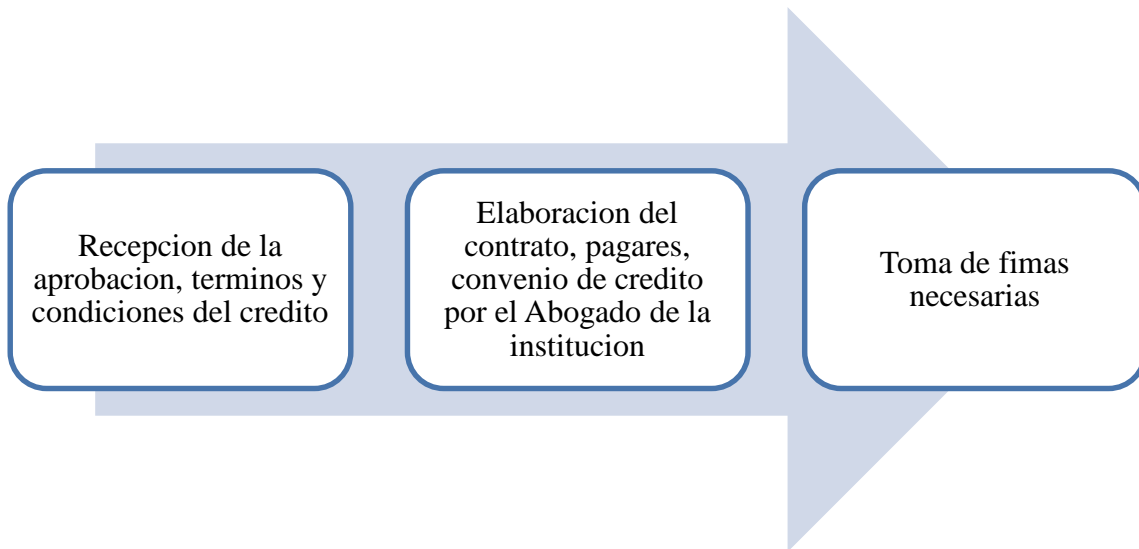 Recepcion de la
aprobacion, terminos y
condiciones del credito
Elaboracion del
contrato, pagares,
convenio de credito
por el Abogado de la
institucion
Toma de fimas
necesarias